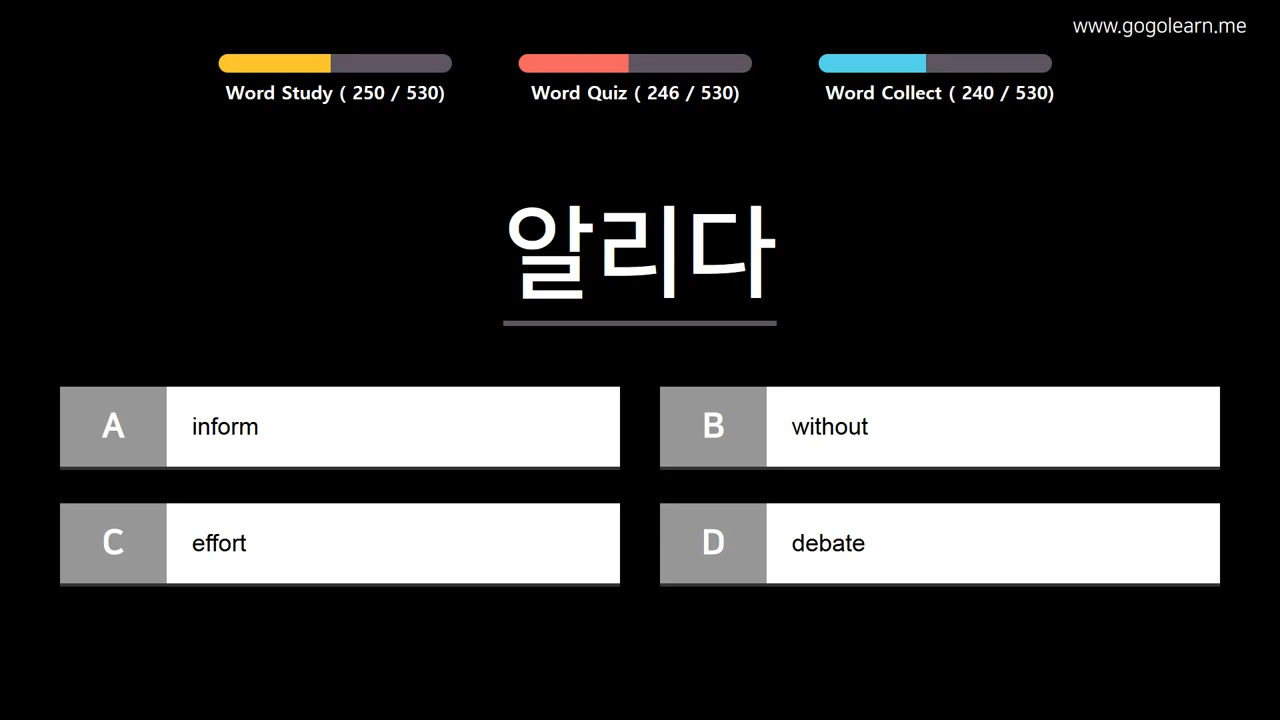 www.gogolearn.me
Word Study ( 250 / 530)
Word Quiz ( 246 / 530)
Word Collect ( 240 / 530)
알리다
A
inform
B
without
C
effort
D
debate